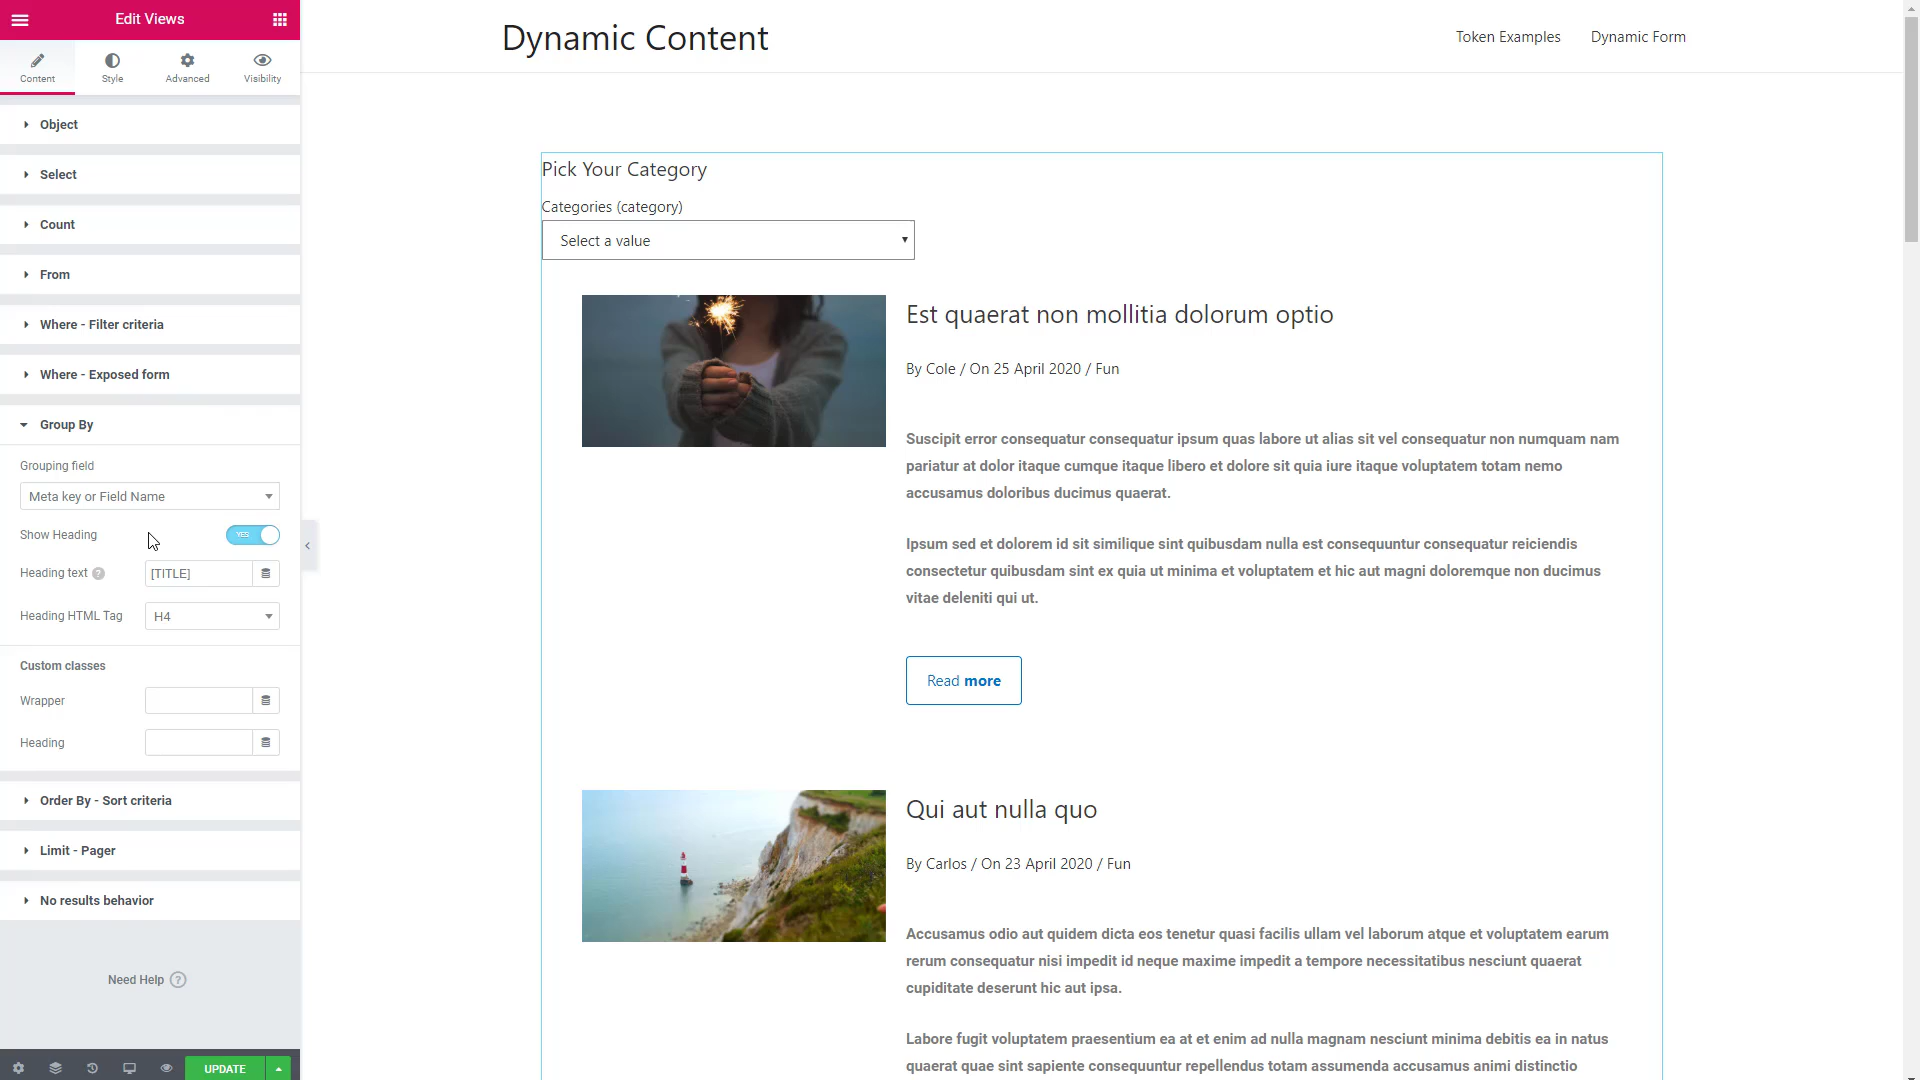 Edit Views
Content
Style
Advanced
Visibility
Object
Select
Count
From
Where - Filter criteria
Where - Exposed form
Group By
Grouping field
Meta key or Field Name
Show Heading
YES
Heading text ?
[TITLE]
Heading HTML Tag
H4
Custom classes
Wrapper
Heading
Order By - Sort criteria
Limit - Pager
No results behavior
Need Help ?
UPDATE
Dynamic Content
Token Examples
Dynamic Form
Pick Your Category
Categories (category)
Select a value
Est quaerat non mollitia dolorum optio
By Cole / On 25 April 2020 / Fun
Suscipit error consequatur consequatur ipsum quas labore ut alias sit vel consequatur non numquam nam
pariatur at dolor itaque cumque itaque libero et dolore sit quia iure itaque voluptatem totam nemo
accusamus doloribus ducimus quaerat.
Ipsum sed et dolorem id sit similique sint quibusdam nulla est consequuntur consequatur reiciendis
consectetur quibusdam sint ex quia ut minima et voluptatem et hic aut magni doloremque non ducimus
vitae deleniti qui ut.
Read more
Qui aut nulla quo
By Carlos / On 23 April 2020 / Fun
Accusamus odio aut quidem dicta eos tenetur quasi facilis ullam vel laborum atque et voluptatem earum
rerum consequatur nisi impedit id neque maxime impedit a tempore necessitatibus nesciunt quaerat
cupiditate deserunt hic aut ipsa.
Labore fugit voluptatem praesentium ea at et enim ad nulla magnam nesciunt minima debitis ea in natus
quaerat quae sint sapiente consequuntur repellendus totam assumenda accusamus animi distinctio